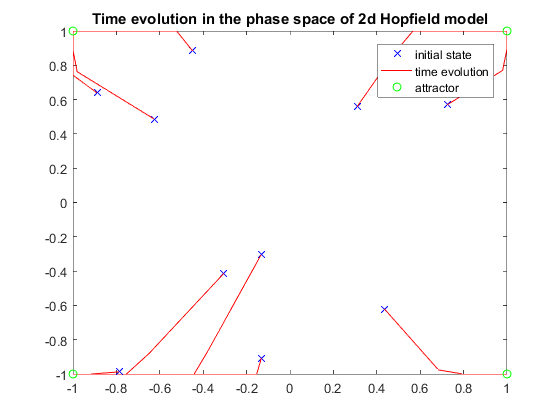 Time evolution in the phase space of 2d Hopfield model
initial state
time evolution
attractor
1
0.8
0.6
0.4
0.2
0
-0.2
-0.4
-0.6
-0.8
-1
-1 -0.8 -0.6 -0.4 -0.2 0 0.2 0.4 0.6 0.8 1